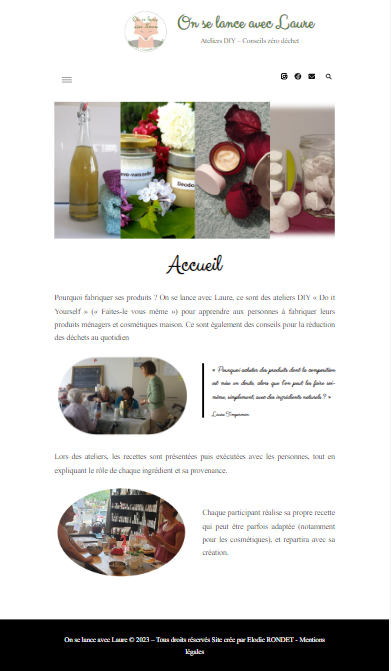 On se lance avec Laure
Ateliers DIY – Conseils zéro déchet
Accueil
Pourquoi fabriquer ses produits ? On se lance avec Laure, ce sont des ateliers DIY « Do it
Yourself » (« Faites-le vous même ») pour apprendre aux personnes à fabriquer leurs
produits ménagers et cosmétiques maison. Ce sont également des conseils pour la réduction
des déchets au quotidien
« Pourquoi acheter des produits dont la composition
est mise en doute, alors que l'on peut les faire soi-
même, simplement, avec des ingrédients naturels ? »
Lors des ateliers, les recettes sont présentées puis exécutées avec les personnes, tout en
expliquant le rôle de chaque ingrédient et sa provenance.
Chaque participant réalise sa propre recette
qui peut être parfois adaptée (notamment
pour les cosmétiques), et repartira avec sa
création.
On se lance avec Laure © 2023 – Tous droits réservés Site crée par Elodie RONDET - Mentions
légales